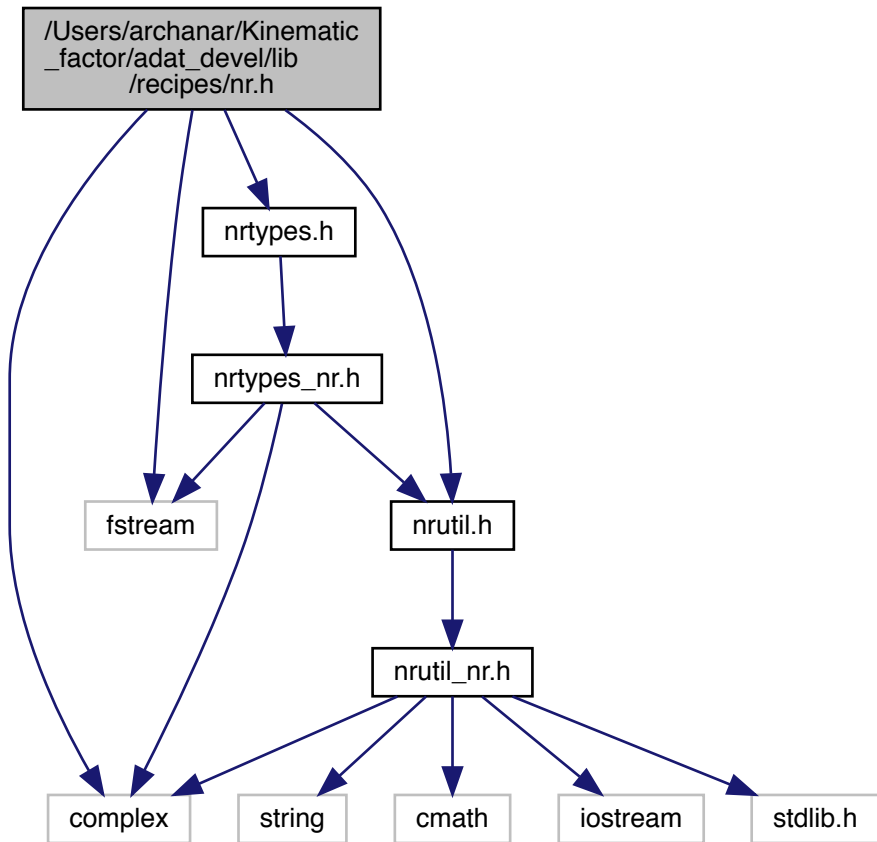 /Users/archanar/Kinematic
_factor/adat_devel/lib
/recipes/nr.h
nrtypes.h
nrtypes_nr.h
fstream
nrutil.h
nrutil_nr.h
complex
string
cmath
iostream
stdlib.h